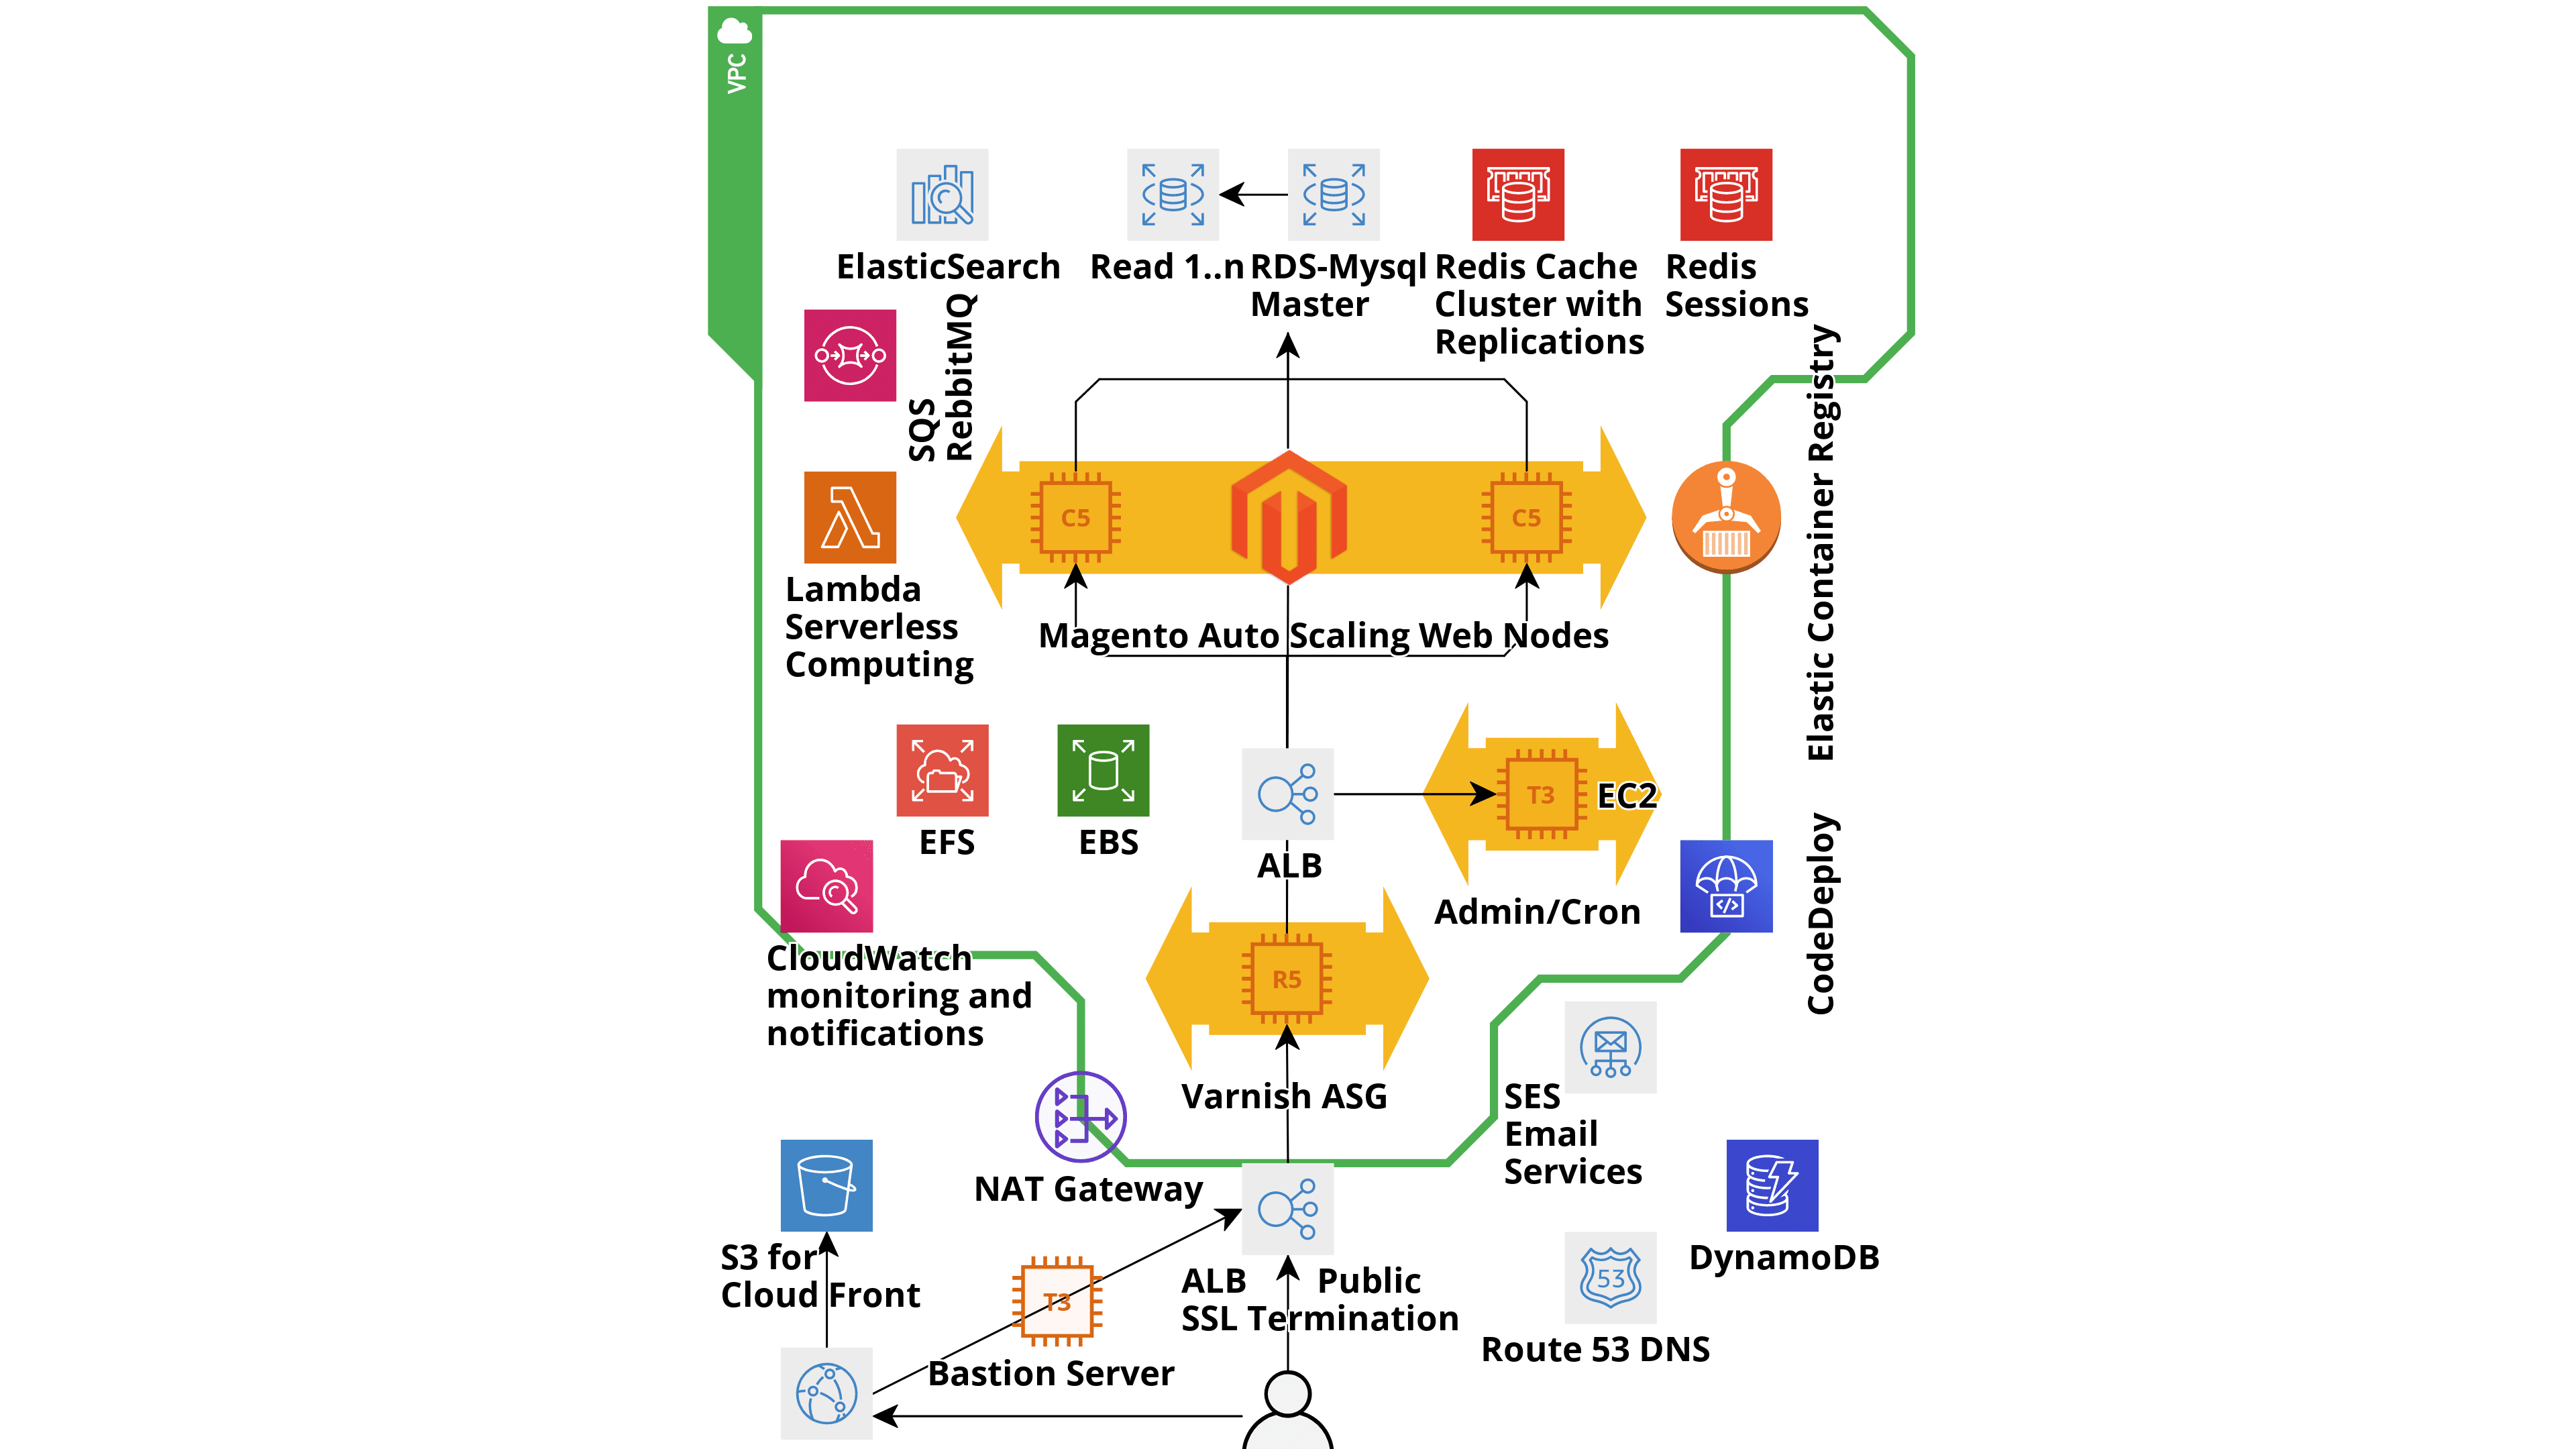 VPC
ElasticSearch
Read 1..n
RDS-Mysql
Master
Redis Cache
Cluster with
Replications
Redis
Sessions
SQS
RebbitMQ
C5
C5
Elastic Container Registry
Lambda
Serverless
Computing
Magento Auto Scaling Web Nodes
EFS
EBS
ALB
T3
EC2
Admin/Cron
CodeDeploy
CloudWatch
monitoring and
notifications
R5
Varnish ASG
SES
Email
Services
NAT Gateway
S3 for
Cloud Front
T3
Bastion Server
ALB Public
SSL Termination
53
Route 53 DNS
DynamoDB